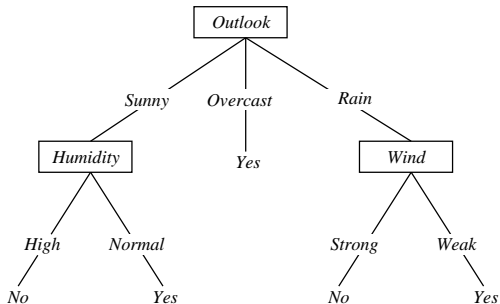 Outlook
Sunny Overcast Rain
Humidity Yes Wind
High Normal Strong Weak
No Yes No Yes